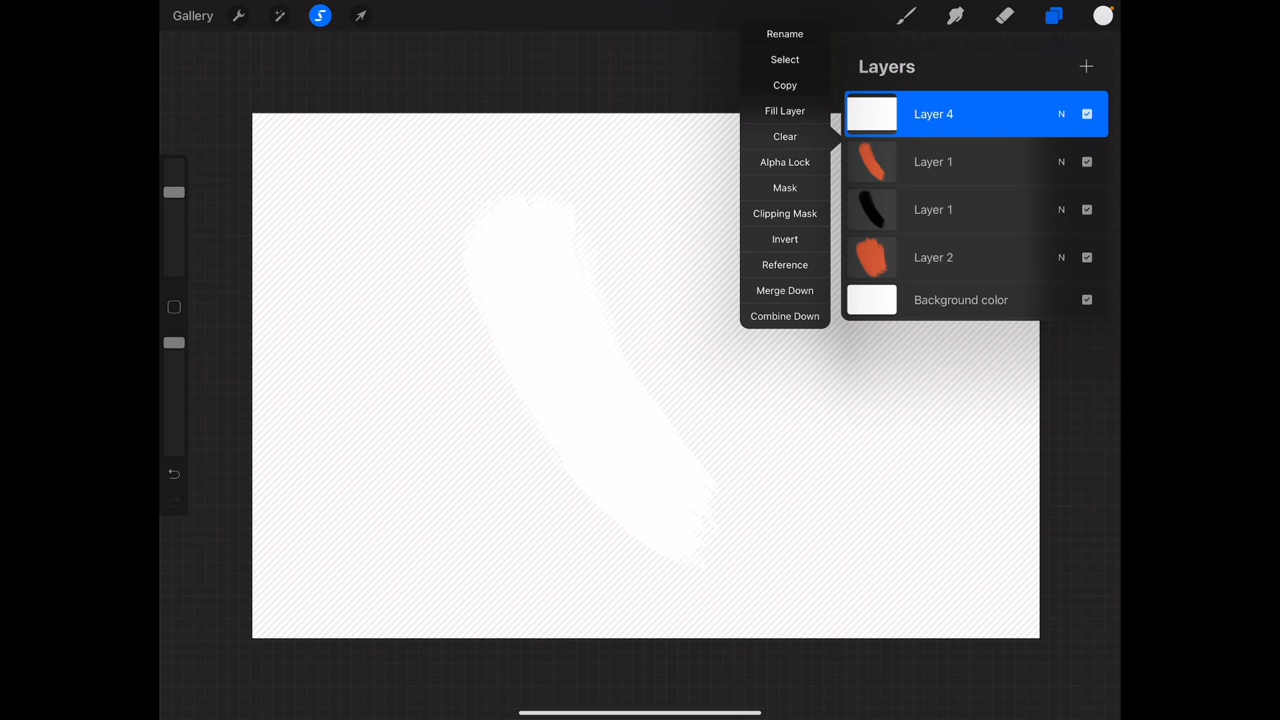 Gallery
Rename
Select
Copy
Fill Layer
Clear
Alpha Lock
Mask
Clipping Mask
Invert
Reference
Merge Down
Combine Down
Layers
Layer 4 N
Layer 1 N
Layer 1 N
Layer 2 N
Background color